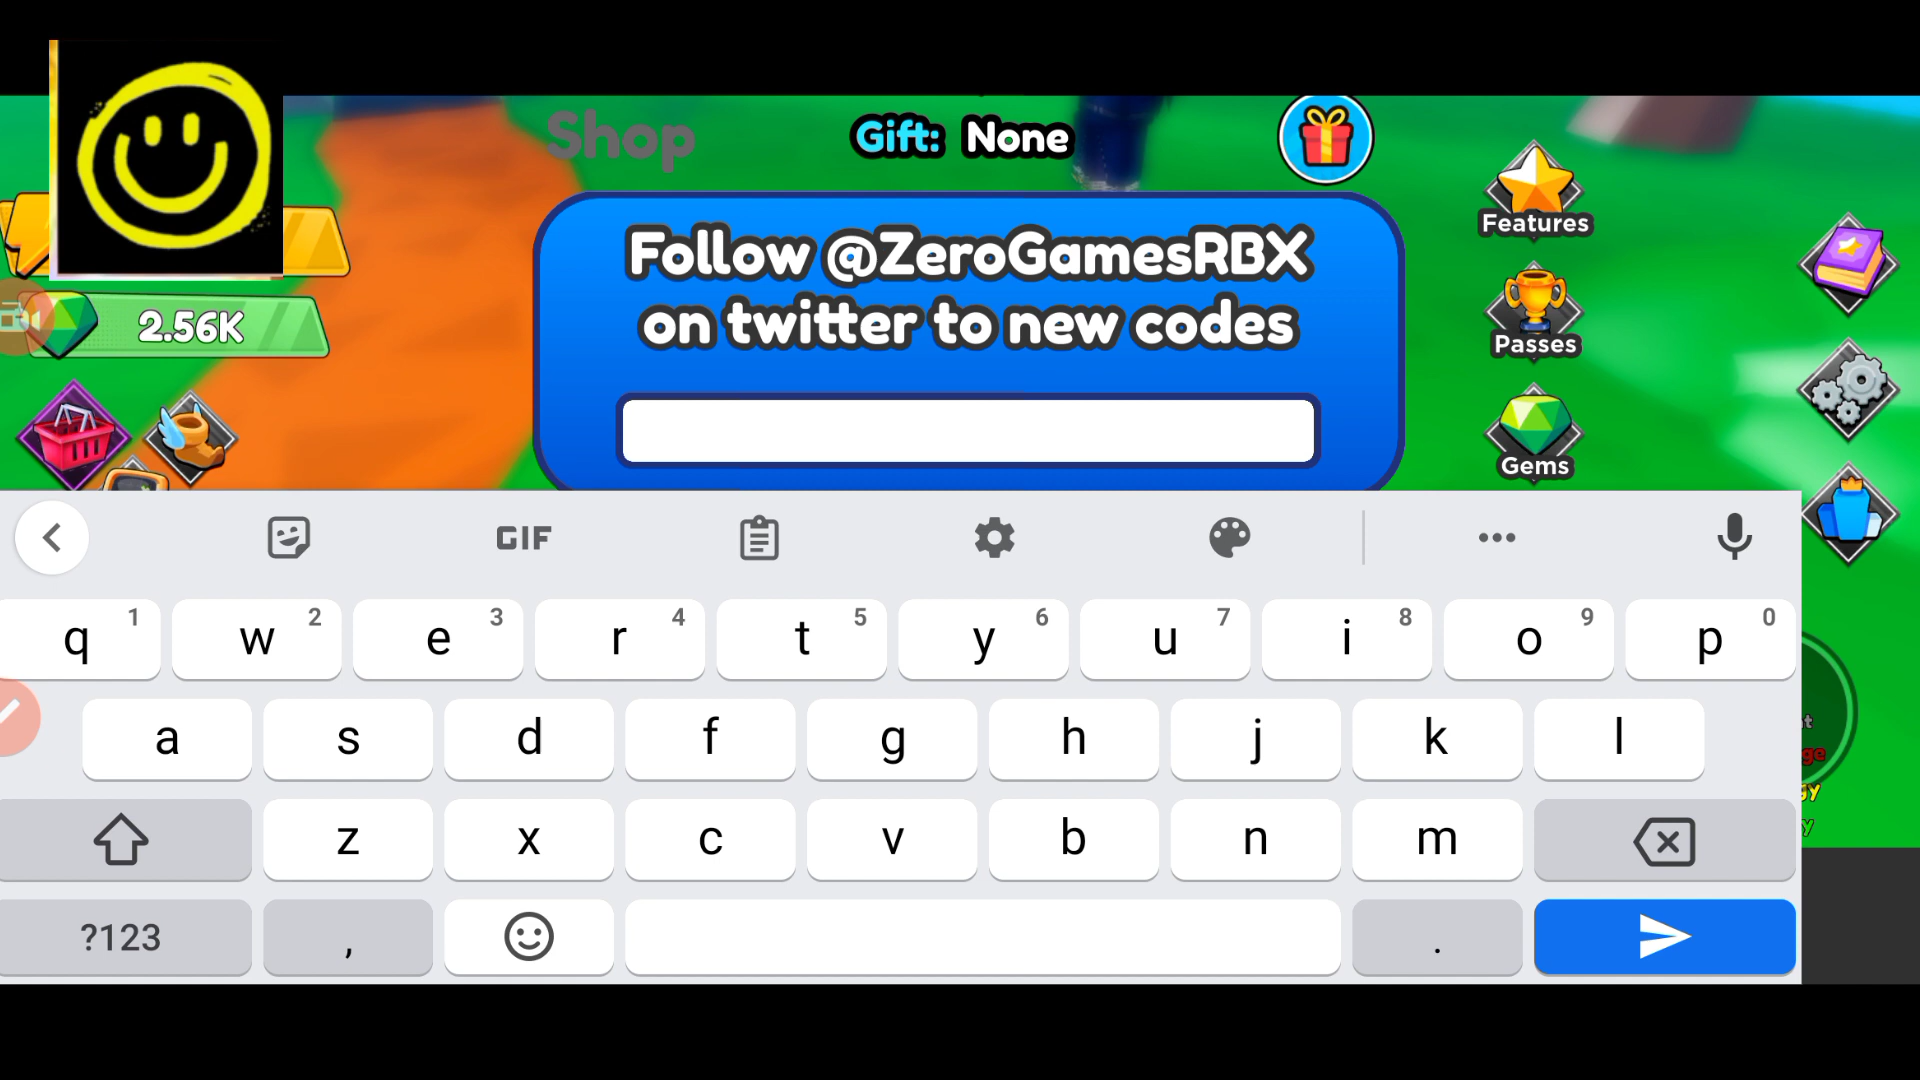 Shop
Gift: None
Follow @ZeroGamesRBX
on twitter to new codes
Features
Passes
Gems
2.56K
GIF
q 1 w 2 e 3 r 4 t 5 y 6 u 7 i 8 o 9 p 0
a s d f g h j k l
z x c v b n m
?123 , .